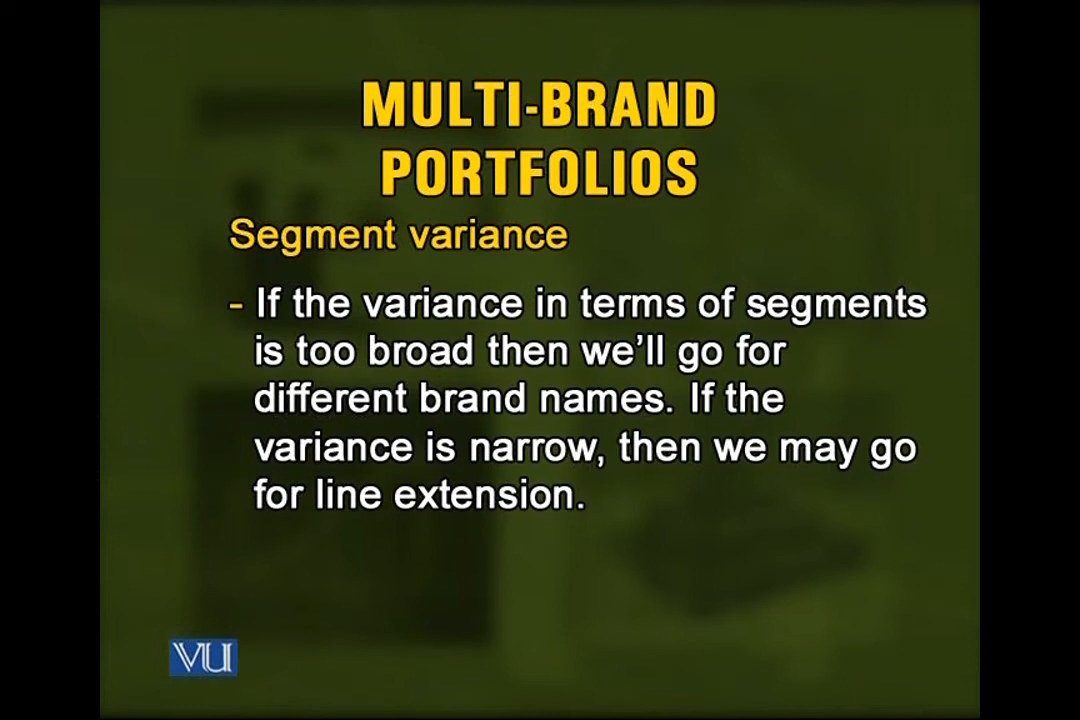 MULTI-BRAND
PORTFOLIOS
Segment variance
- If the variance in terms of segments
is too broad then we’ll go for
different brand names. If the
variance is narrow, then we may go
for line extension.
VU